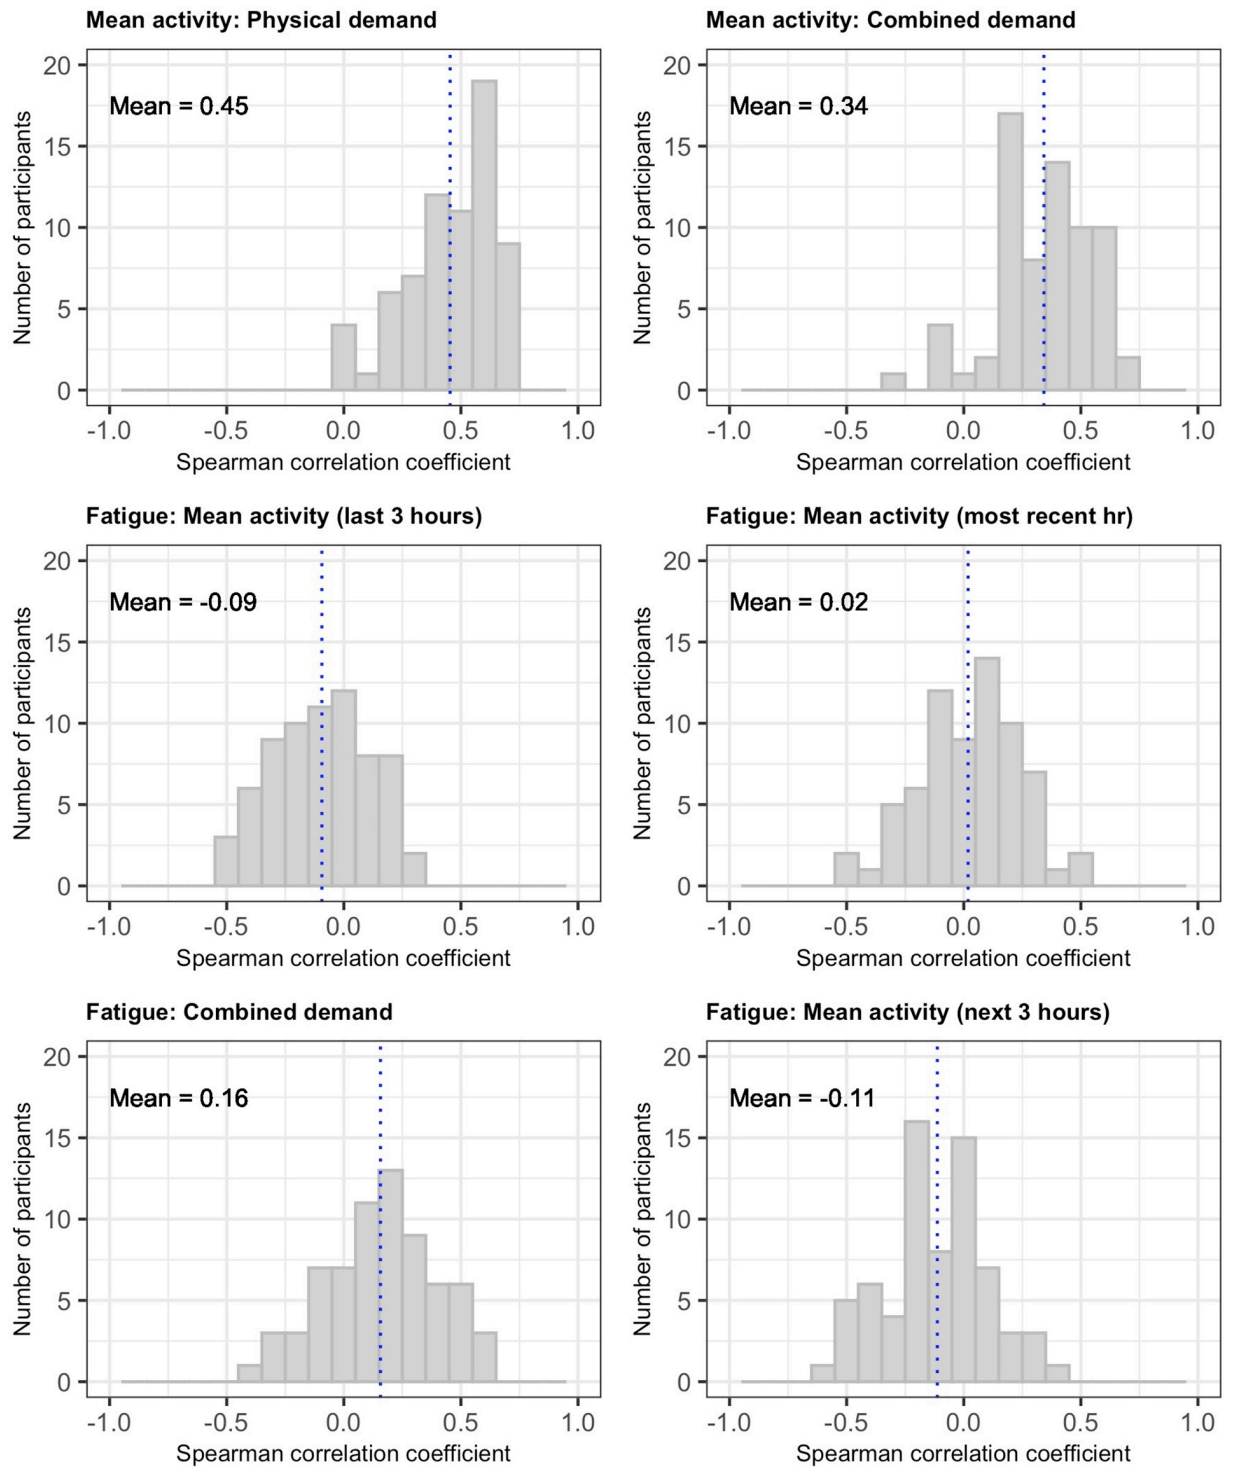 Mean activity: Physical demand
20
15
10
5
0
Number of participants
Mean = 0.45
-1.0 -0.5 0.0 0.5 1.0
Spearman correlation coefficient
Mean activity: Combined demand
20
15
10
5
0
Number of participants
Mean = 0.34
-1.0 -0.5 0.0 0.5 1.0
Spearman correlation coefficient
Fatigue: Mean activity (last 3 hours)
20
15
10
5
0
Number of participants
Mean = -0.09
-1.0 -0.5 0.0 0.5 1.0
Spearman correlation coefficient
Fatigue: Mean activity (most recent hr)
20
15
10
5
0
Number of participants
Mean = 0.02
-1.0 -0.5 0.0 0.5 1.0
Spearman correlation coefficient
Fatigue: Combined demand
20
15
10
5
0
Number of participants
Mean = 0.16
-1.0 -0.5 0.0 0.5 1.0
Spearman correlation coefficient
Fatigue: Mean activity (next 3 hours)
20
15
10
5
0
Number of participants
Mean = -0.11
-1.0 -0.5 0.0 0.5 1.0
Spearman correlation coefficient